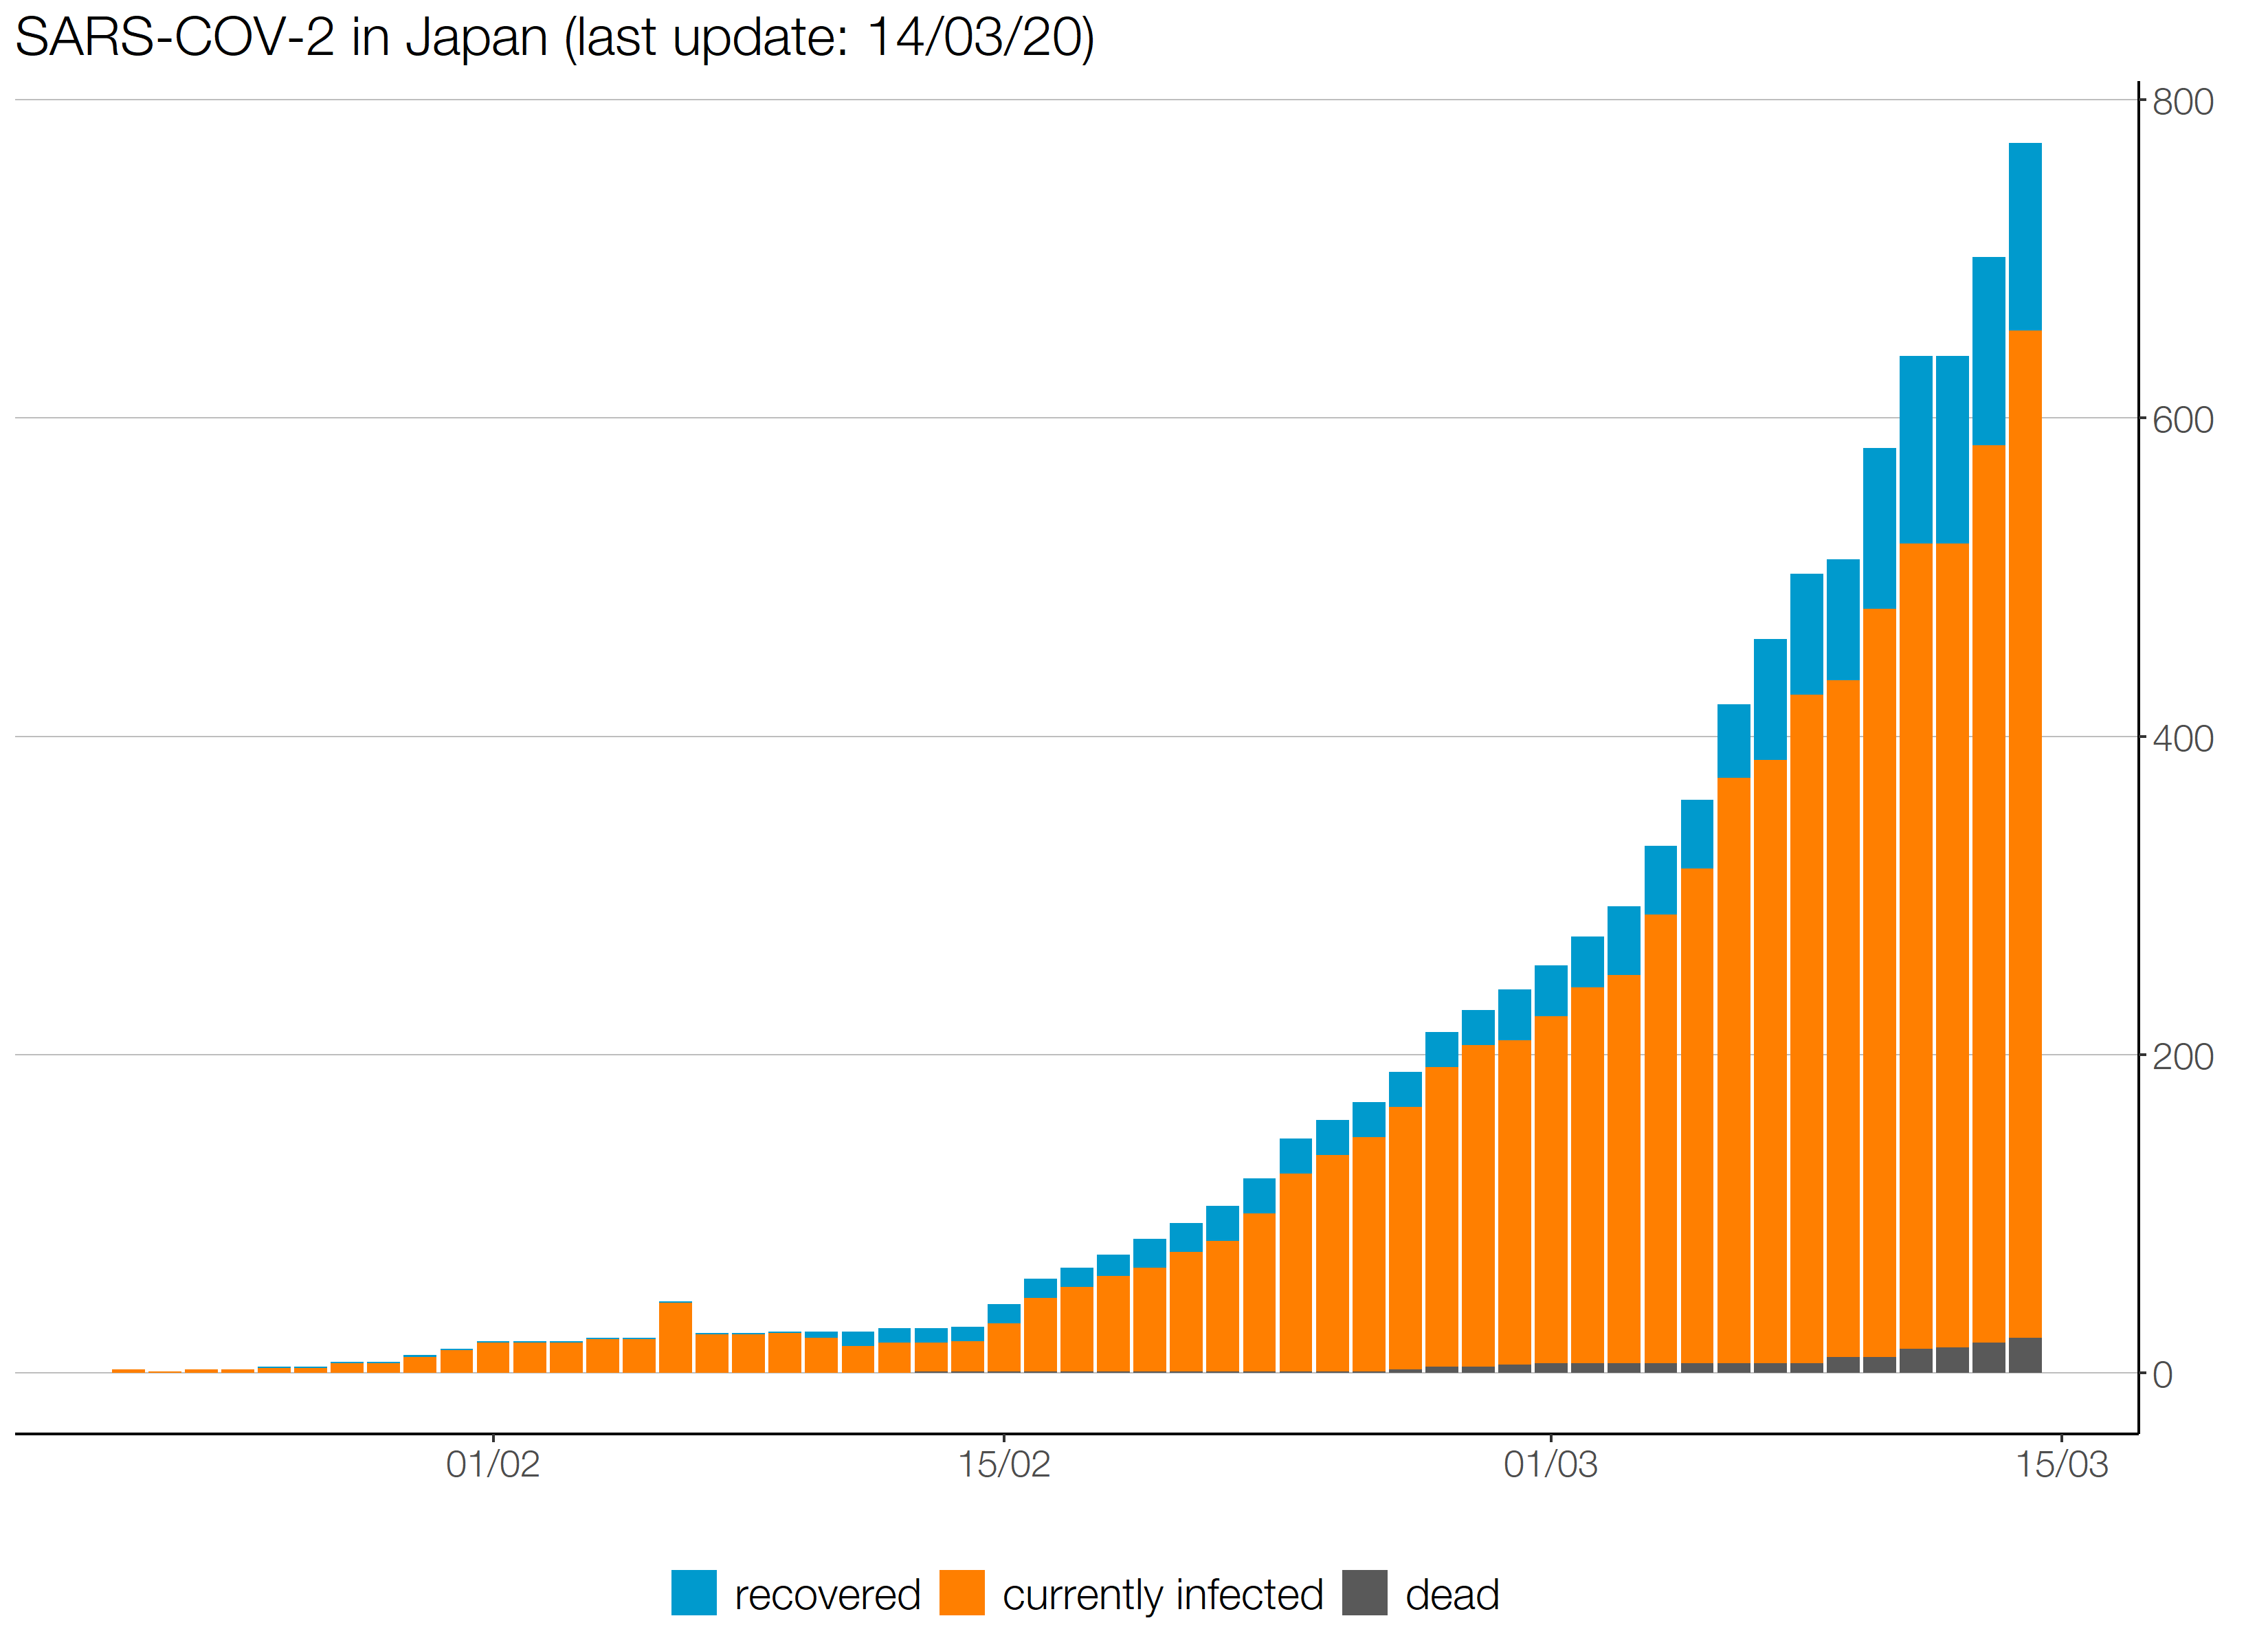 SARS-COV-2 in Japan (last update: 14/03/20)
800
600
400
200
0
01/02 15/02 01/03 15/03
recovered currently infected dead